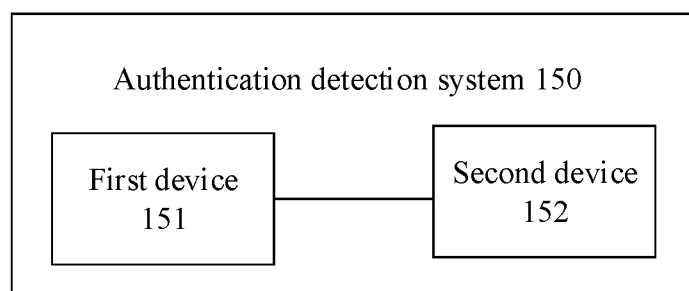 Authentication detection system 150
First device
151
Second device
152